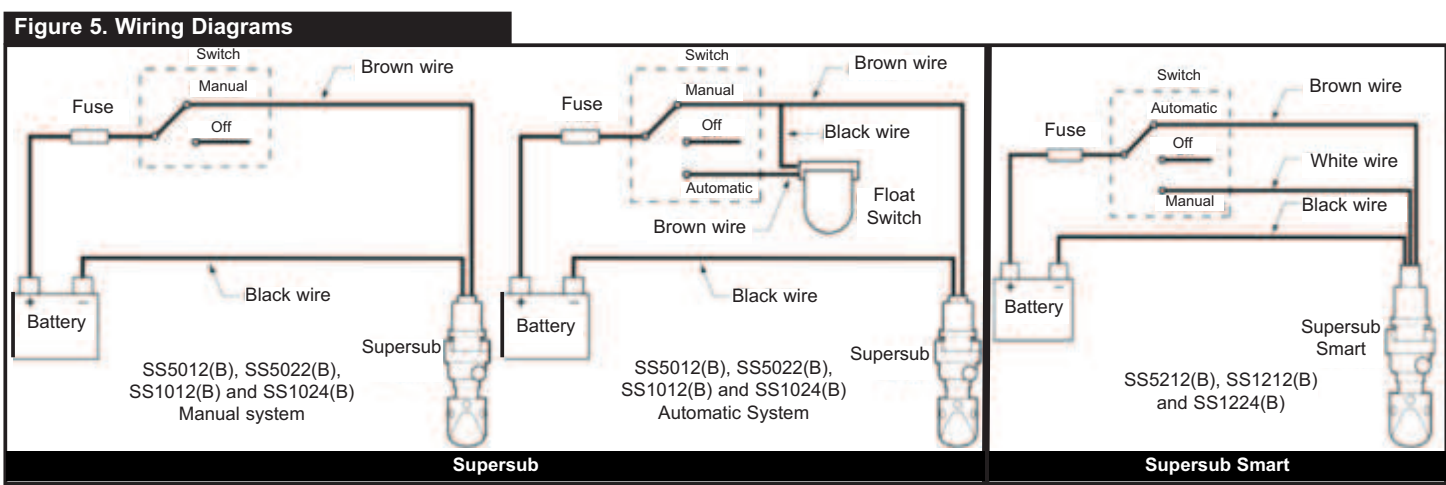 Figure 5. Wiring Diagrams
Switch
Manual
Brown wire
Fuse
Off
Black wire
Battery
+
–
Supersub
SS5012(B), SS5022(B),
SS1012(B) and SS1024(B)
Manual system
Switch
Manual
Brown wire
Fuse
Off
Black wire
Automatic
Float
Switch
Brown wire
Black wire
Battery
+
–
Supersub
SS5012(B), SS5022(B),
SS1012(B) and SS1024(B)
Automatic System
Supersub
Switch
Automatic
Brown wire
Fuse
Off
White wire
Manual
Black wire
Battery
+
–
Supersub
Smart
SS5212(B), SS1212(B)
and SS1224(B)
Supersub Smart